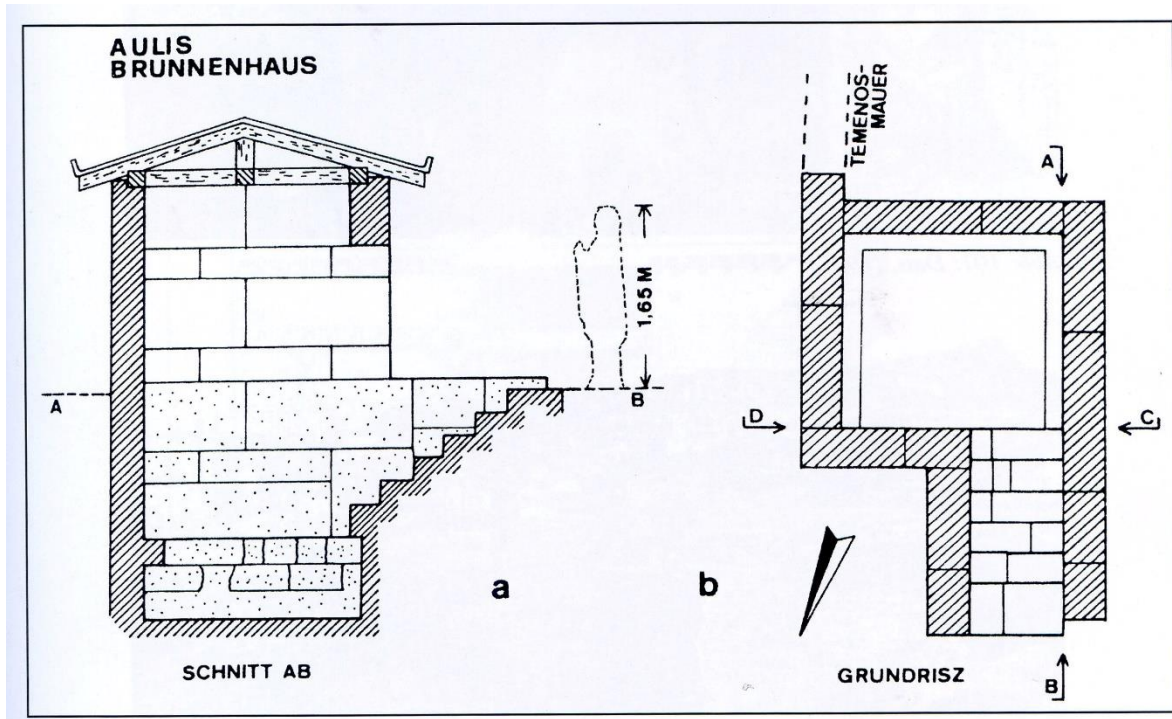 AULIS
BRUNNENHAUS
TEMENOS-
MAUER
A
1,65 M
A
B
D
C
a
b
SCHNITT AB
GRUNDRISZ
B